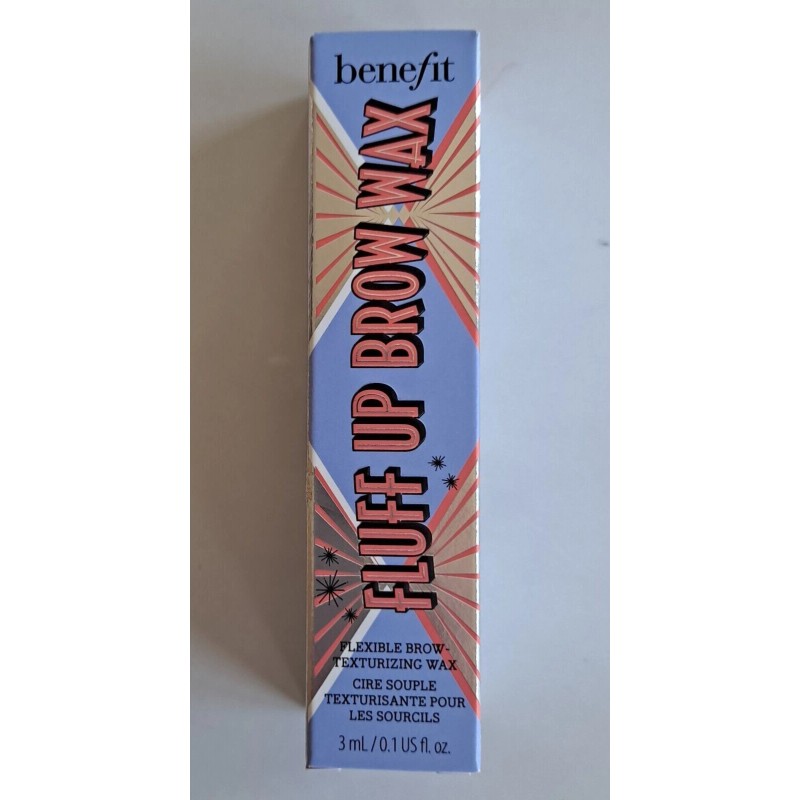 benefit
FLUFF UP BROW WAX
FLEXIBLE BROW-
TEXTURIZING WAX
CIRE SOUPLE
TEXTURISANTE POUR
LES SOURCILS
3 mL / 0.1 US fl. oz.